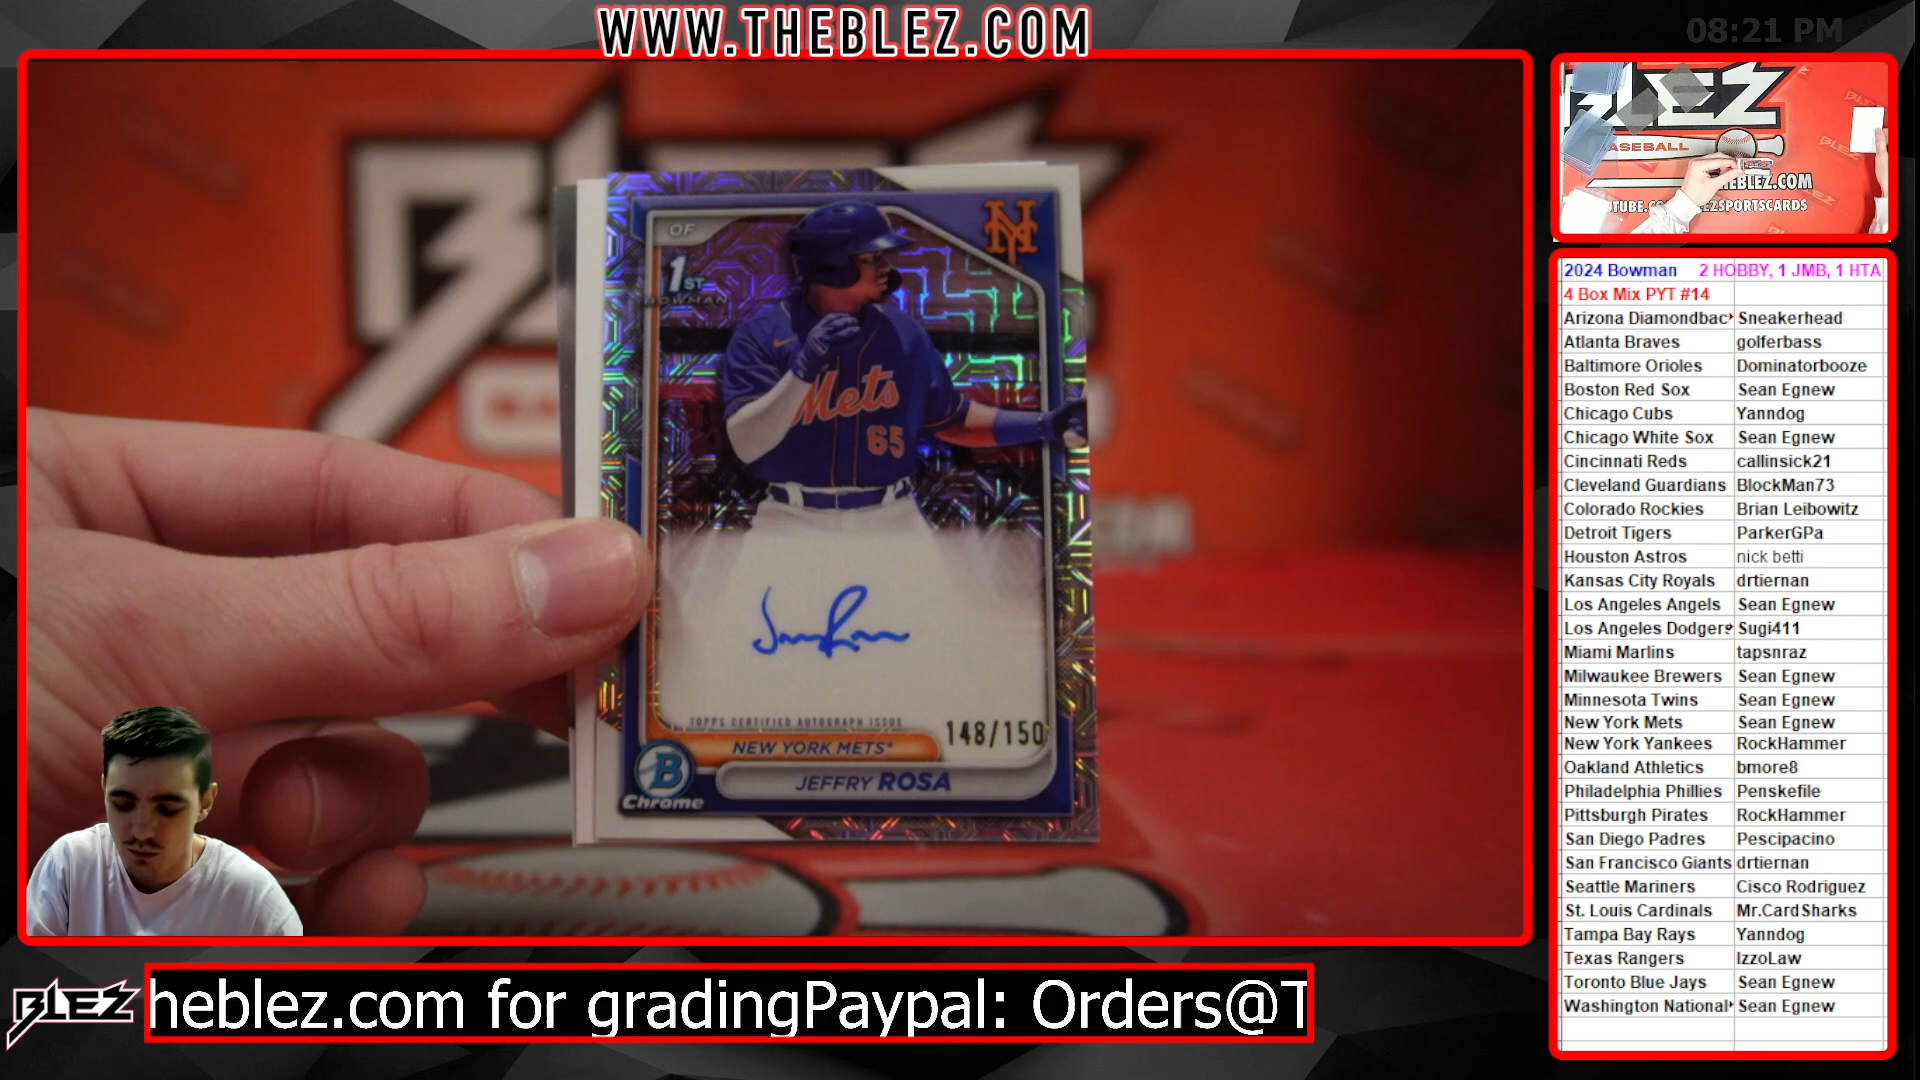 WWW.THEBLEZ.COM
08:21 PM
BLEZ
OF
1ST
BOWMAN
NY
Mets
65
TOPPS CERTIFIED AUTOGRAPH ISSUE
148/150
NEW YORK METS
JEFFRY ROSA
B
Chrome
BLEZ
ASEBALL
HEBLEZ.COM
ZSPORTSCARDS
2024 Bowman 2 HOBBY, 1 JMB, 1 HTA
4 Box Mix PYT #14
Arizona Diamondbac Sneakerhead
Atlanta Braves golferbass
Baltimore Orioles Dominatorbooze
Boston Red Sox Sean Egnew
Chicago Cubs Yanndog
Chicago White Sox Sean Egnew
Cincinnati Reds callinsick21
Cleveland Guardians BlockMan73
Colorado Rockies Brian Leibowitz
Detroit Tigers ParkerGPa
Houston Astros nick betti
Kansas City Royals drtiernan
Los Angeles Angels Sean Egnew
Los Angeles Dodgers Sugi411
Miami Marlins tapsnraz
Milwaukee Brewers Sean Egnew
Minnesota Twins Sean Egnew
New York Mets Sean Egnew
New York Yankees RockHammer
Oakland Athletics bmore8
Philadelphia Phillies Penskefile
Pittsburgh Pirates RockHammer
San Diego Padres Pescipacino
San Francisco Giants drtiernan
Seattle Mariners Cisco Rodriguez
St. Louis Cardinals Mr.CardSharks
Tampa Bay Rays Yanndog
Texas Rangers IzzoLaw
Toronto Blue Jays Sean Egnew
Washington National Sean Egnew
BLEZ
heblez.com for gradingPaypal: Orders@T